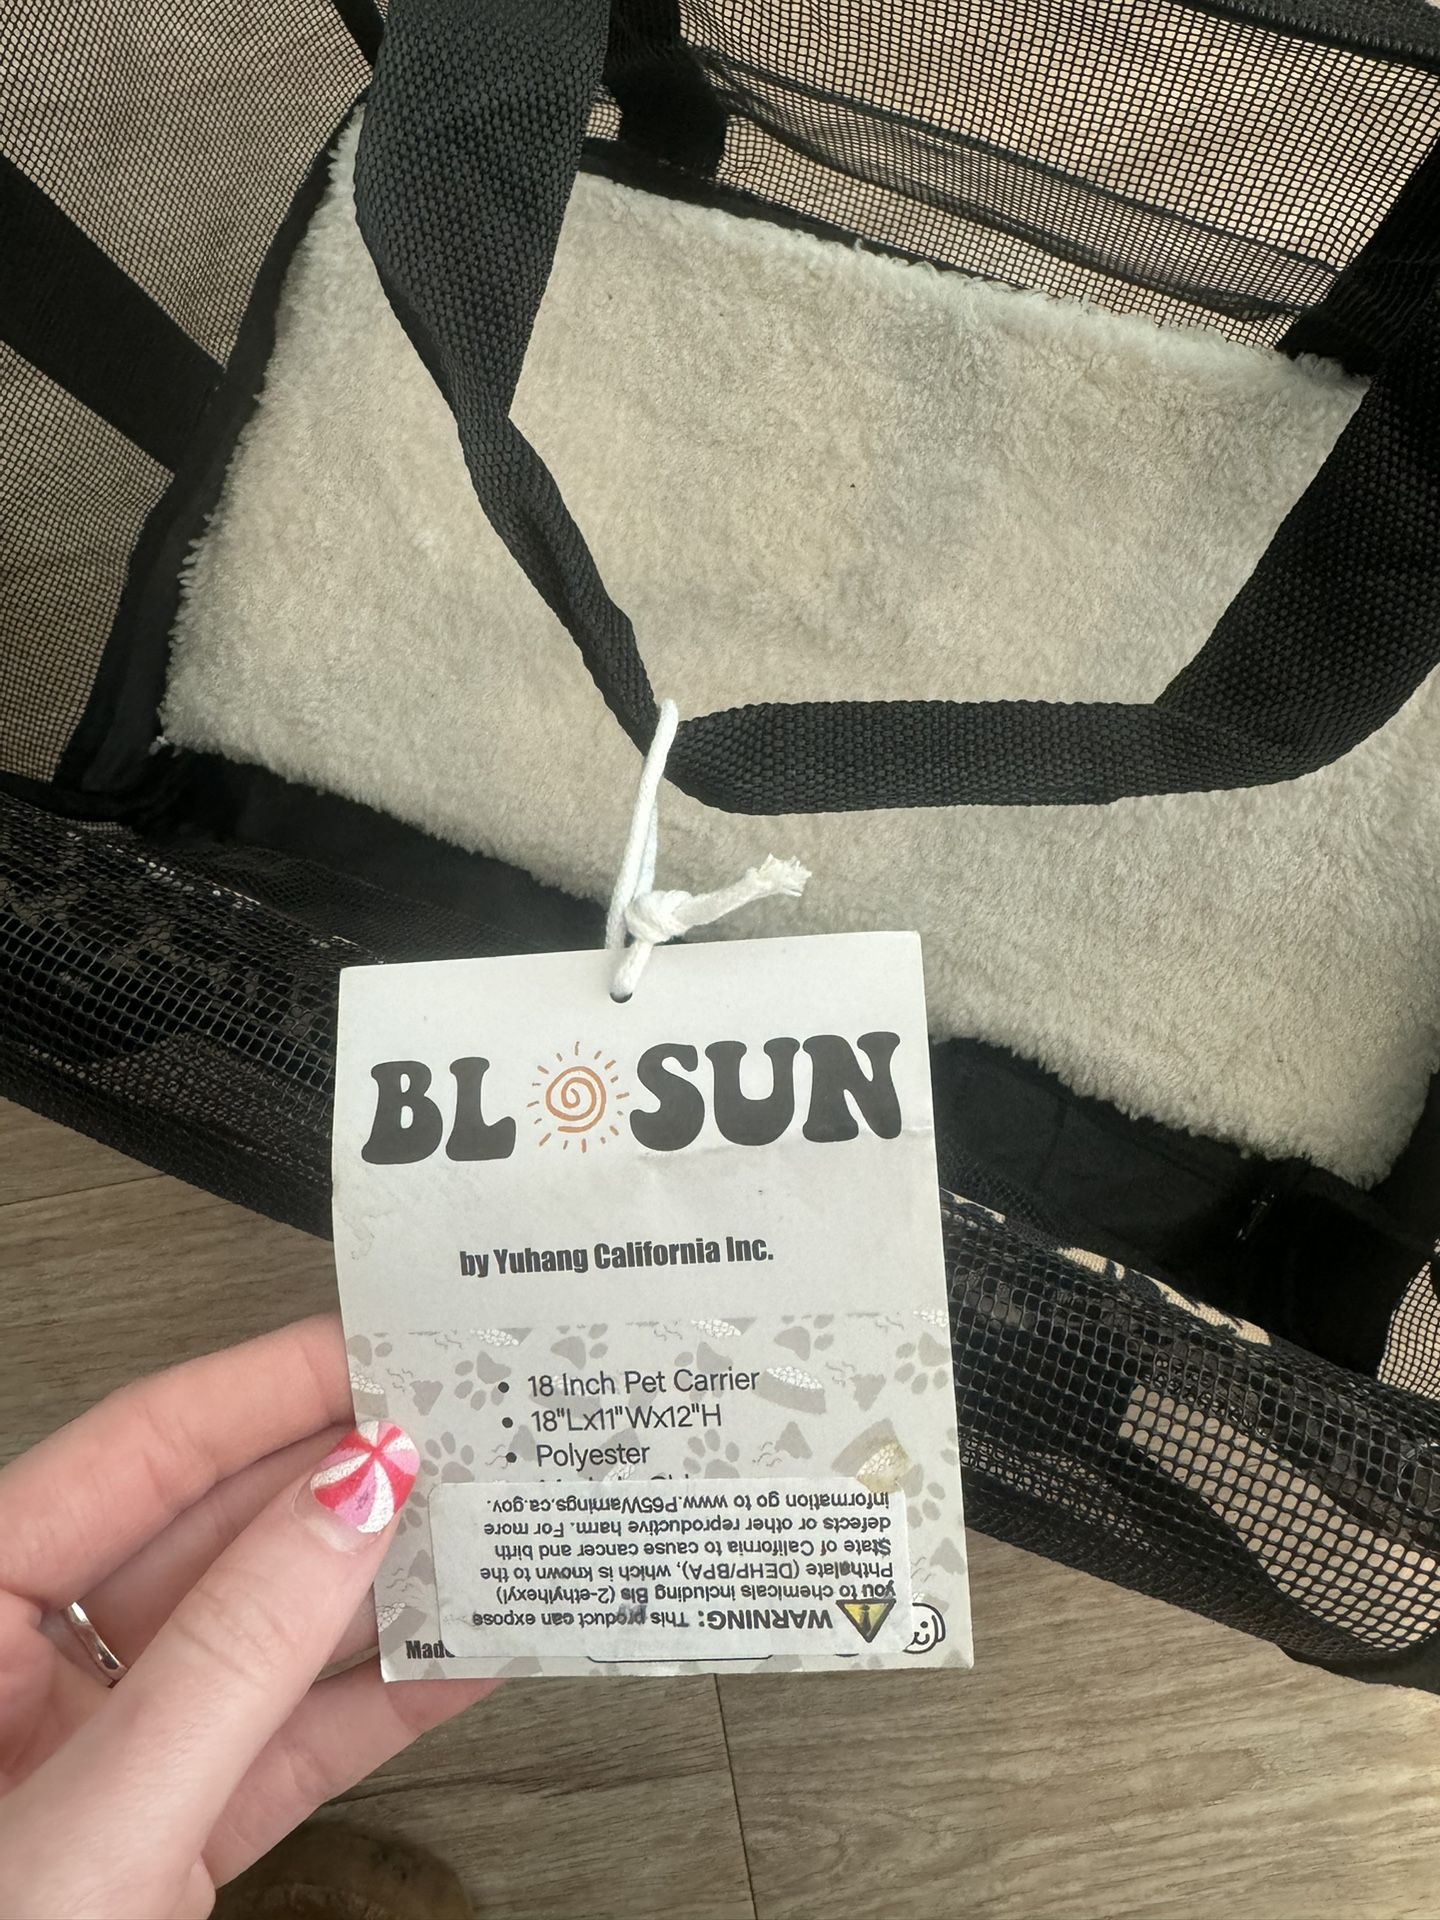 BL SUN
by Yuhang California Inc.
• 18 Inch Pet Carrier
• 18"Lx11"Wx12"H
• Polyester
WARNING: This product can expose
you to chemicals including Bis (2-ethylhexyl)
Phthalate (DEHP/BPA), which is known to the
State of California to cause cancer and birth
defects or other reproductive harm. For more
information go to www.P65Warnings.ca.gov.